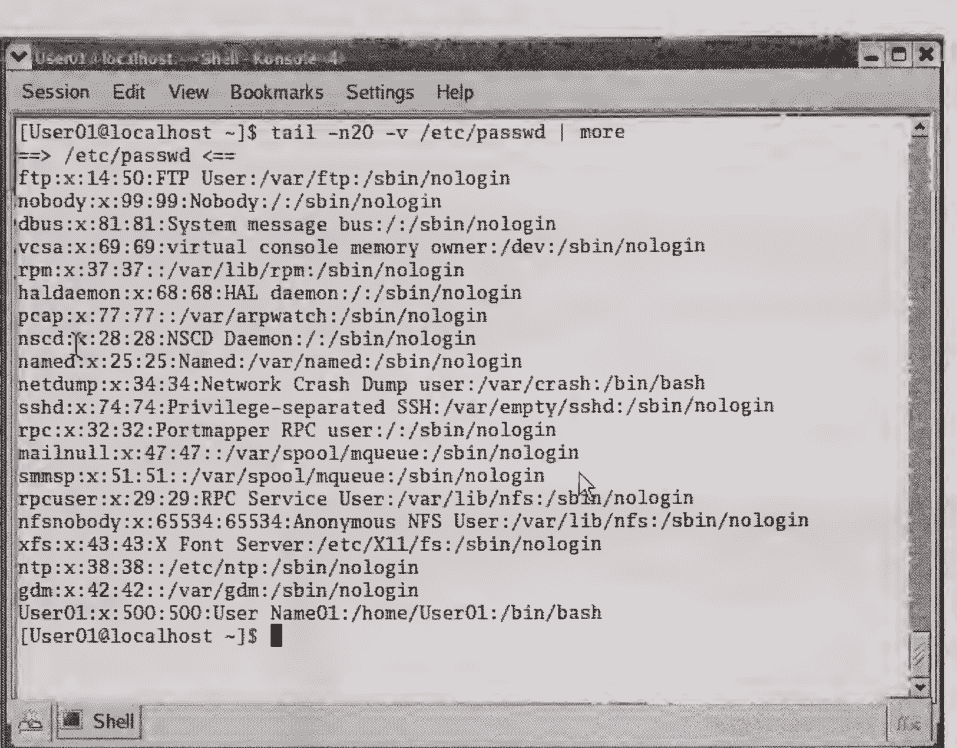 User01@localhost:~ - Shell - Konsole
Session Edit View Bookmarks Settings Help
[User01@localhost ~]$ tail -n20 -v /etc/passwd | more
==> /etc/passwd <==
ftp:x:14:50:FTP User:/var/ftp:/sbin/nologin
nobody:x:99:99:Nobody:/:/sbin/nologin
dbus:x:81:81:System message bus:/:/sbin/nologin
vcsa:x:69:69:virtual console memory owner:/dev:/sbin/nologin
rpm:x:37:37::/var/lib/rpm:/sbin/nologin
haldaemon:x:68:68:HAL daemon:/:/sbin/nologin
pcap:x:77:77::/var/arpwatch:/sbin/nologin
nscd:x:28:28:NSCD Daemon:/:/sbin/nologin
named:x:25:25:Named:/var/named:/sbin/nologin
netdump:x:34:34:Network Crash Dump user:/var/crash:/bin/bash
sshd:x:74:74:Privilege-separated SSH:/var/empty/sshd:/sbin/nologin
rpc:x:32:32:Portmapper RPC user:/:/sbin/nologin
mailnull:x:47:47::/var/spool/mqueue:/sbin/nologin
smmsp:x:51:51::/var/spool/mqueue:/sbin/nologin
rpcuser:x:29:29:RPC Service User:/var/lib/nfs:/sbin/nologin
nfsnobody:x:65534:65534:Anonymous NFS User:/var/lib/nfs:/sbin/nologin
xfs:x:43:43:X Font Server:/etc/X11/fs:/sbin/nologin
ntp:x:38:38::/etc/ntp:/sbin/nologin
gdm:x:42:42::/var/gdm:/sbin/nologin
User01:x:500:500:User Name01:/home/User01:/bin/bash
[User01@localhost ~]$
Shell